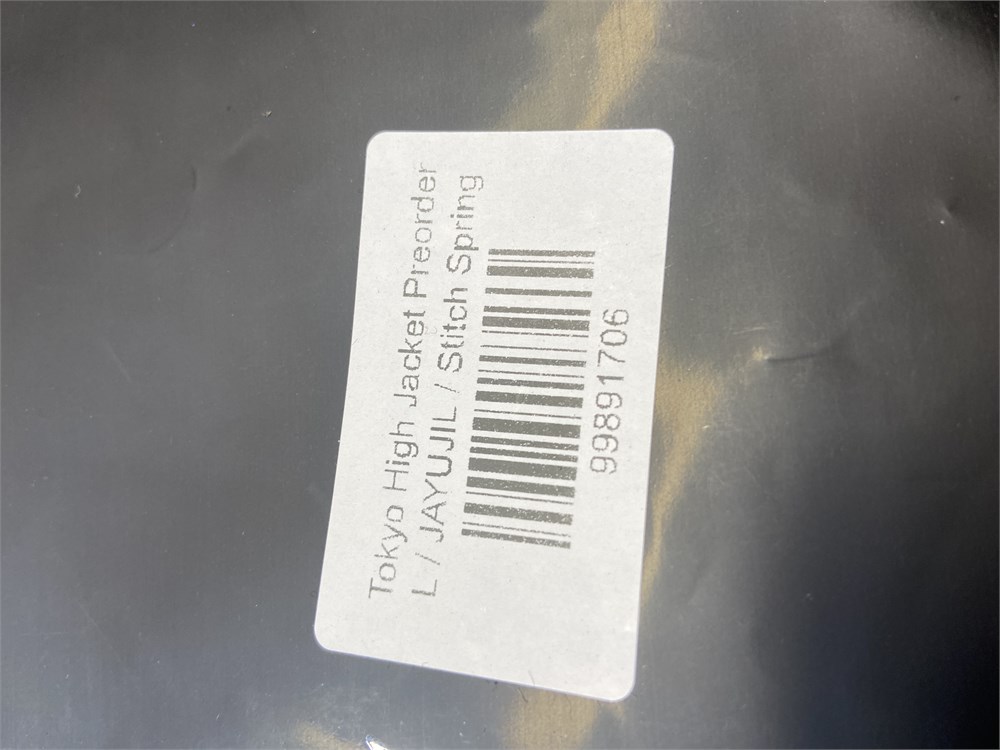 Tokyo High Jacket Preorder
L / JAYUJIL / Stitch Spring
99891706